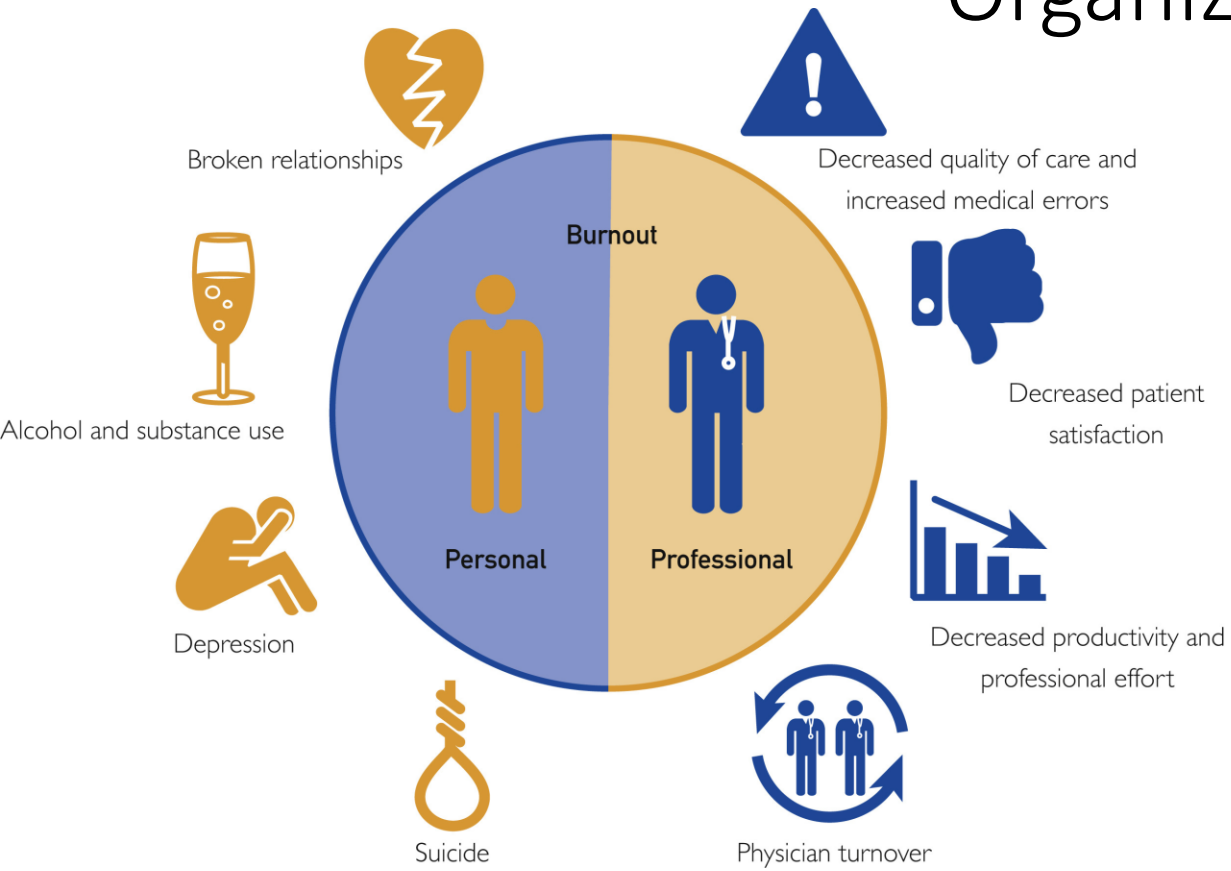 Organiz
Broken relationships
Decreased quality of care and
increased medical errors
Burnout
Decreased patient
satisfaction
Alcohol and substance use
Personal
Professional
Depression
Decreased productivity and
professional effort
Suicide
Physician turnover